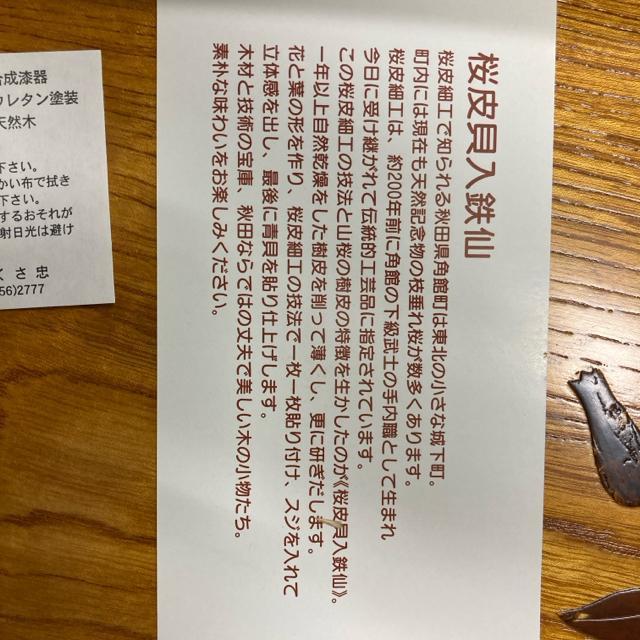 桜皮貝入鉄仙
桜皮細工で知られる秋田県角館町は東北の小さな城下町。
町内には現在も天然記念物の枝垂れ桜が数多くあります。
桜皮細工は、約200年前に角館の下級武士の手内職として生まれ
今日に受け継がれて伝統的工芸品に指定されています。
この桜皮細工の技法と山桜の樹皮の特徴を生かしたのが《桜皮貝入鉄仙》。
一年以上自然乾燥をした樹皮を削って薄くし、更に研ぎだします。
花と葉の形を作り、桜皮細工の技法で一枚一枚貼り付け、スジを入れて
立体感を出し、最後に青貝を貼り仕上げします。
木材と技術の宝庫、秋田ならではの丈夫で美しい木の小物たち。
素朴な味わいをお楽しみください。
合成漆器
ウレタン塗装
天然木
下さい。
かい布で拭き
下さい。
するおそれが
射日光は避け
くさ忠
56)2777